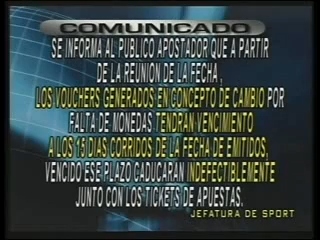 COMUNICADO
SE INFORMA AL PUBLICO APOSTADOR QUE A PARTIR
DE LA REUNION DE LA FECHA,
LOS VOUCHERS GENERADOS EN CONCEPTO DE CAMBIO POR
FALTA DE MONEDAS TENDRAN VENCIMIENTO
A LOS 15 DIAS CORRIDOS DE LA FECHA DE EMITIDOS,
VENCIDO ESE PLAZO CADUCARAN INDEFECTIBLEMENTE
JUNTO CON LOS TICKETS DE APUESTAS.
JEFATURA DE SPORT